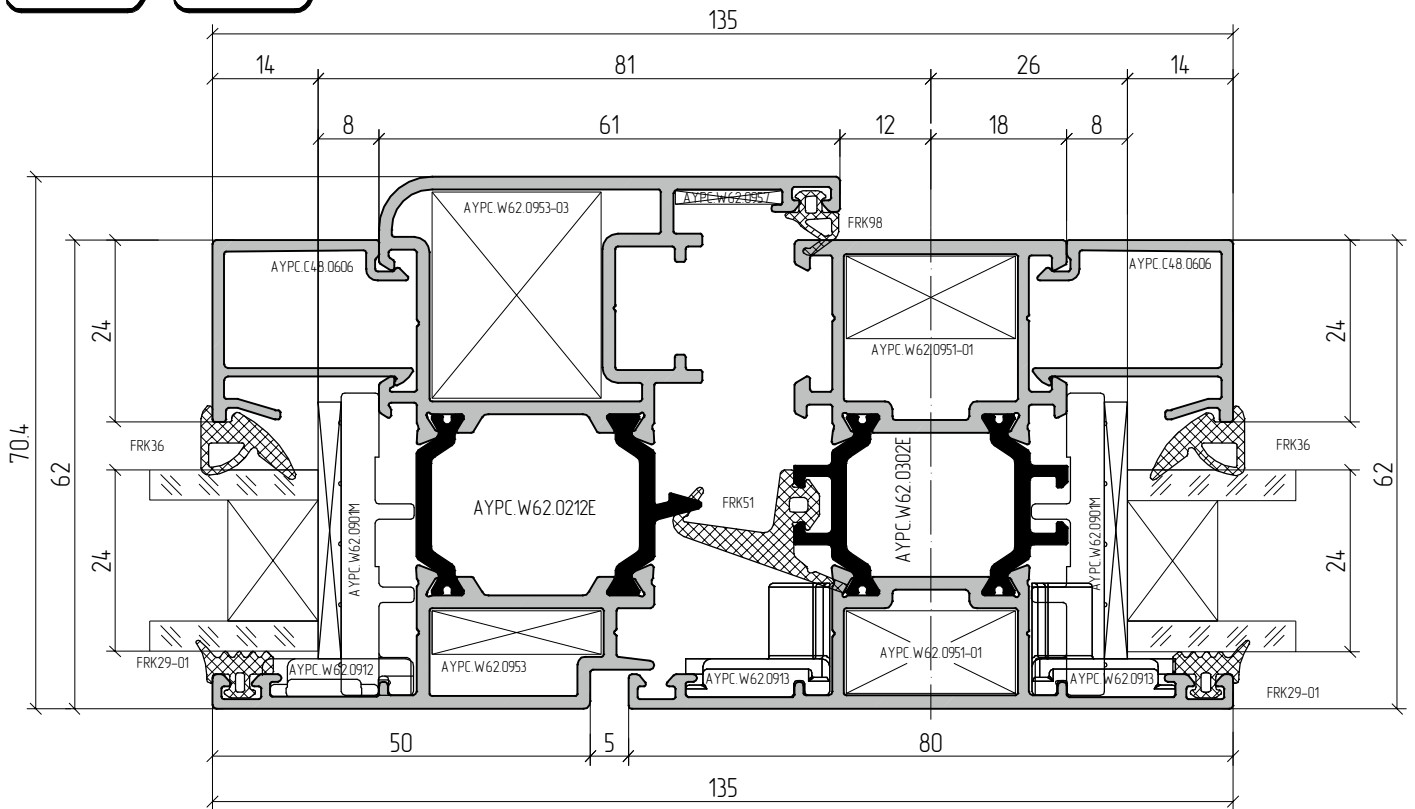 135
14
81
26
14
8
61
12
18
8
AYPC.W62.0953-03
AYPC.W62.0957
FRK98
AYPC.C48.0606
AYPC.C48.0606
24
24
AYPC.W62.0951-01
70.4
62
62
FRK36
FRK36
AYPC.W62.0302E
AYPC.W62.0212E
FRK51
AYPC.W62.0901M
AYPC.W62.0901M
24
24
FRK29-01
AYPC.W62.0912
AYPC.W62.0953
AYPC.W62.0951-01
AYPC.W62.0913
AYPC.W62.0913
FRK29-01
50
5
80
135